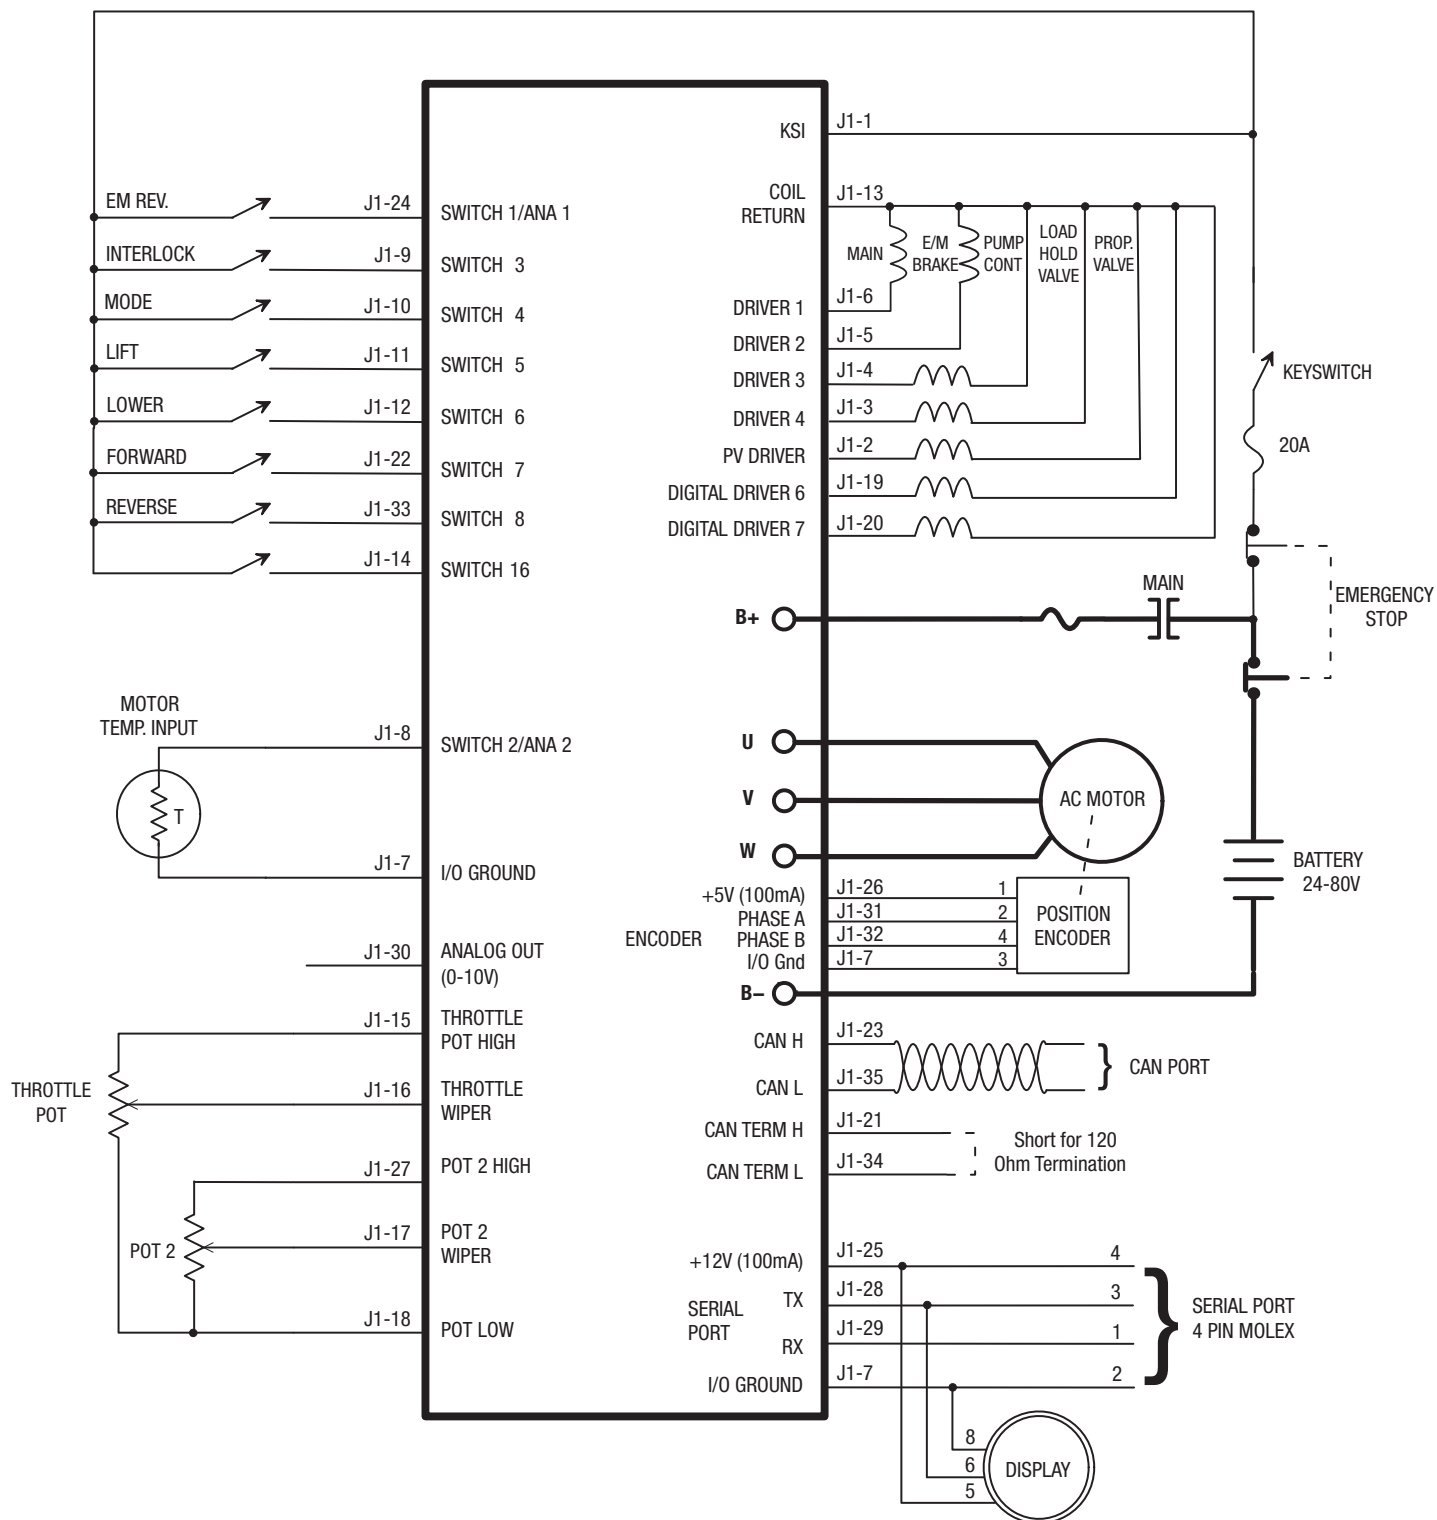 KSI
J1-1
COIL
RETURN
J1-13
MAIN
E/M
BRAKE
PUMP
CONT
LOAD
HOLD
VALVE
PROP.
VALVE
EM REV.
J1-24
SWITCH 1/ANA 1
INTERLOCK
J1-9
SWITCH 3
MODE
J1-10
SWITCH 4
LIFT
J1-11
SWITCH 5
LOWER
J1-12
SWITCH 6
FORWARD
J1-22
SWITCH 7
REVERSE
J1-33
SWITCH 8
J1-14
SWITCH 16
DRIVER 1
J1-6
DRIVER 2
J1-5
DRIVER 3
J1-4
DRIVER 4
J1-3
PV DRIVER
J1-2
DIGITAL DRIVER 6
J1-19
DIGITAL DRIVER 7
J1-20
KEYSWITCH
20A
EMERGENCY
STOP
MAIN
B+
MOTOR
TEMP. INPUT
T
J1-8
SWITCH 2/ANA 2
J1-7
I/O GROUND
U
V
W
AC MOTOR
BATTERY
24-80V
ENCODER
+5V (100mA)
J1-26
1
PHASE A
J1-31
2
PHASE B
J1-32
4
I/O Gnd
J1-7
3
POSITION
ENCODER
B–
J1-30
ANALOG OUT
(0-10V)
J1-15
THROTTLE
POT HIGH
THROTTLE
POT
J1-16
THROTTLE
WIPER
J1-27
POT 2 HIGH
POT 2
J1-17
POT 2
WIPER
J1-18
POT LOW
CAN H
J1-23
CAN L
J1-35
} CAN PORT
CAN TERM H
J1-21
CAN TERM L
J1-34
Short for 120
Ohm Termination
SERIAL
PORT
+12V (100mA)
J1-25
4
TX
J1-28
3
RX
J1-29
1
I/O GROUND
J1-7
2
} SERIAL PORT
4 PIN MOLEX
8
6
5
DISPLAY